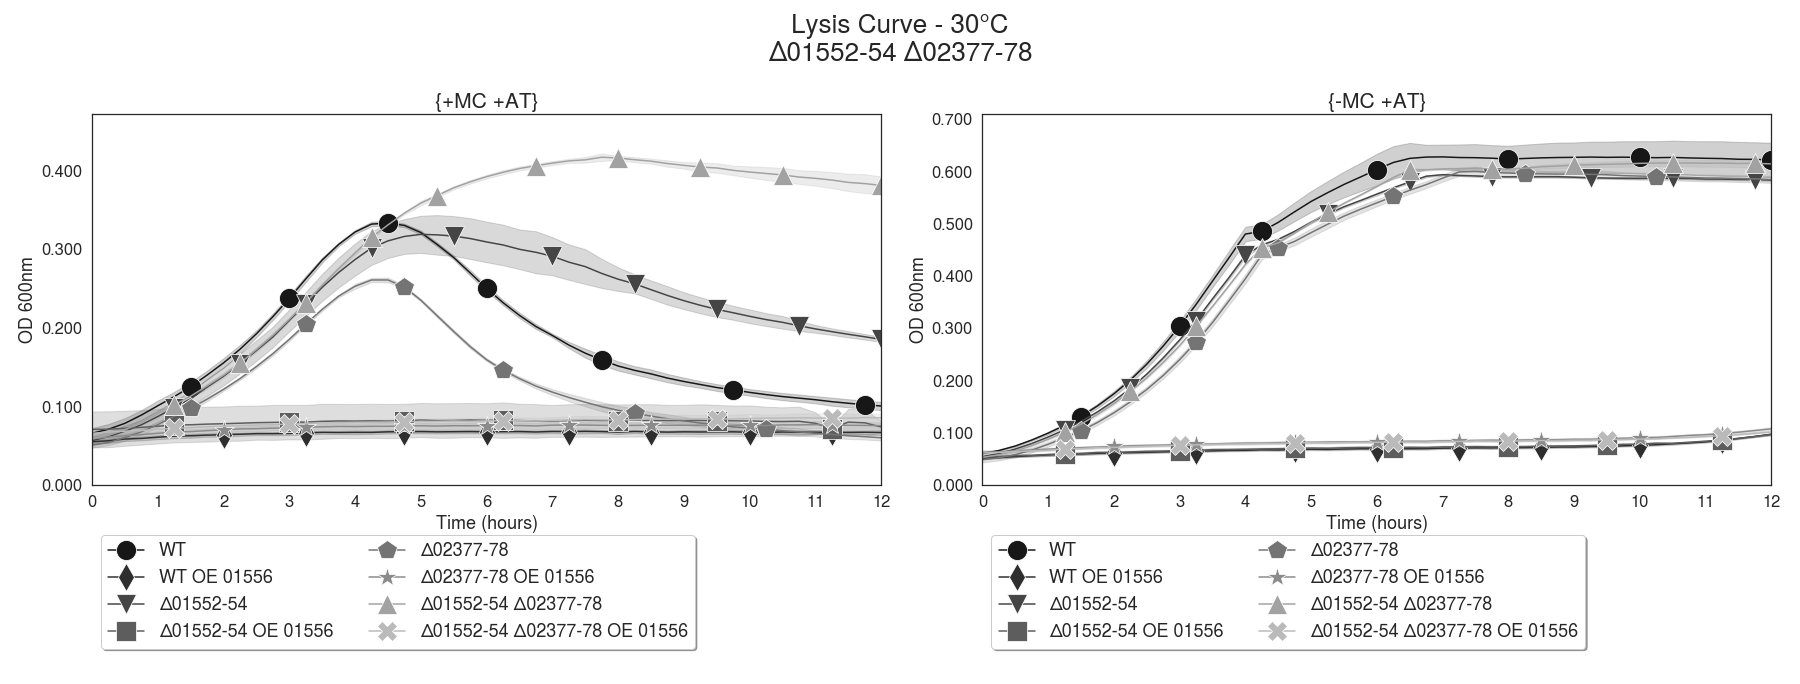 Lysis Curve - 30°C
Δ01552-54 Δ02377-78
{+MC +AT}
0.400
0.300
0.200
0.100
0.000
OD 600nm
0 1 2 3 4 5 6 7 8 9 10 11 12
Time (hours)
WT
WT OE 01556
Δ01552-54
Δ01552-54 OE 01556
Δ02377-78
Δ02377-78 OE 01556
Δ01552-54 Δ02377-78
Δ01552-54 Δ02377-78 OE 01556
{-MC +AT}
0.700
0.600
0.500
0.400
0.300
0.200
0.100
0.000
OD 600nm
0 1 2 3 4 5 6 7 8 9 10 11 12
Time (hours)
WT
WT OE 01556
Δ01552-54
Δ01552-54 OE 01556
Δ02377-78
Δ02377-78 OE 01556
Δ01552-54 Δ02377-78
Δ01552-54 Δ02377-78 OE 01556